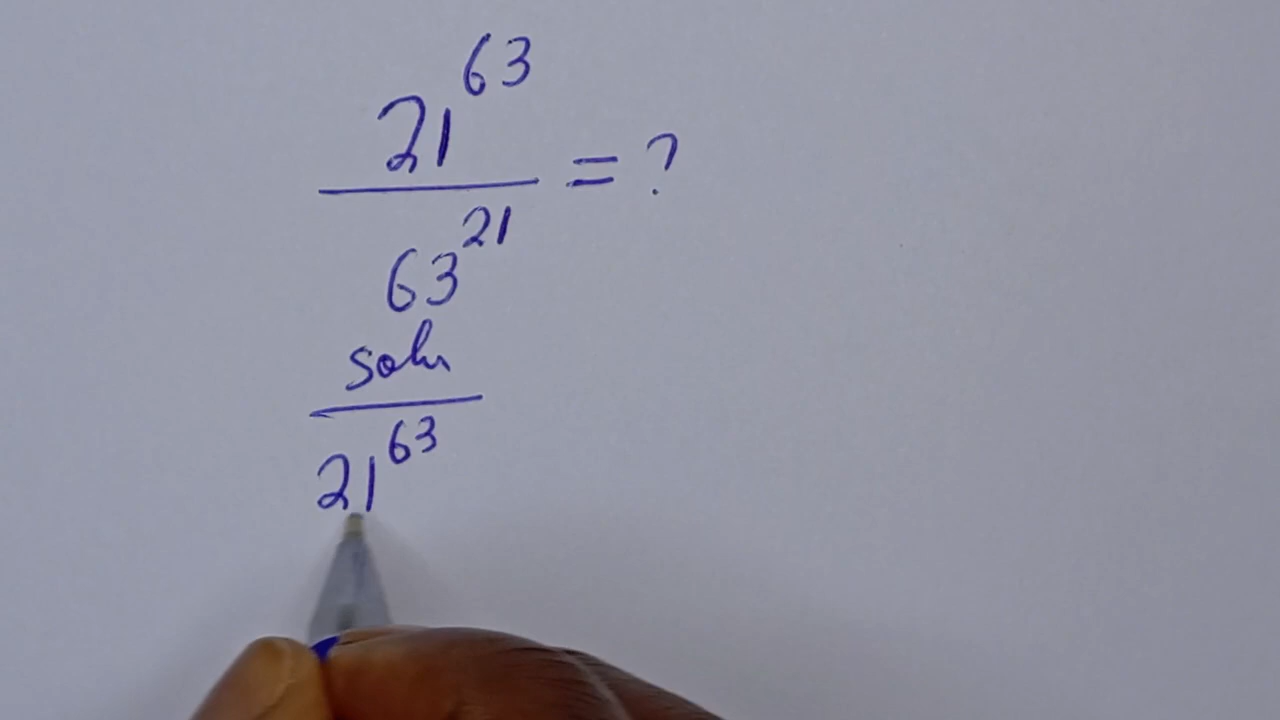 21^63
= ?
63^21
soln
21^63